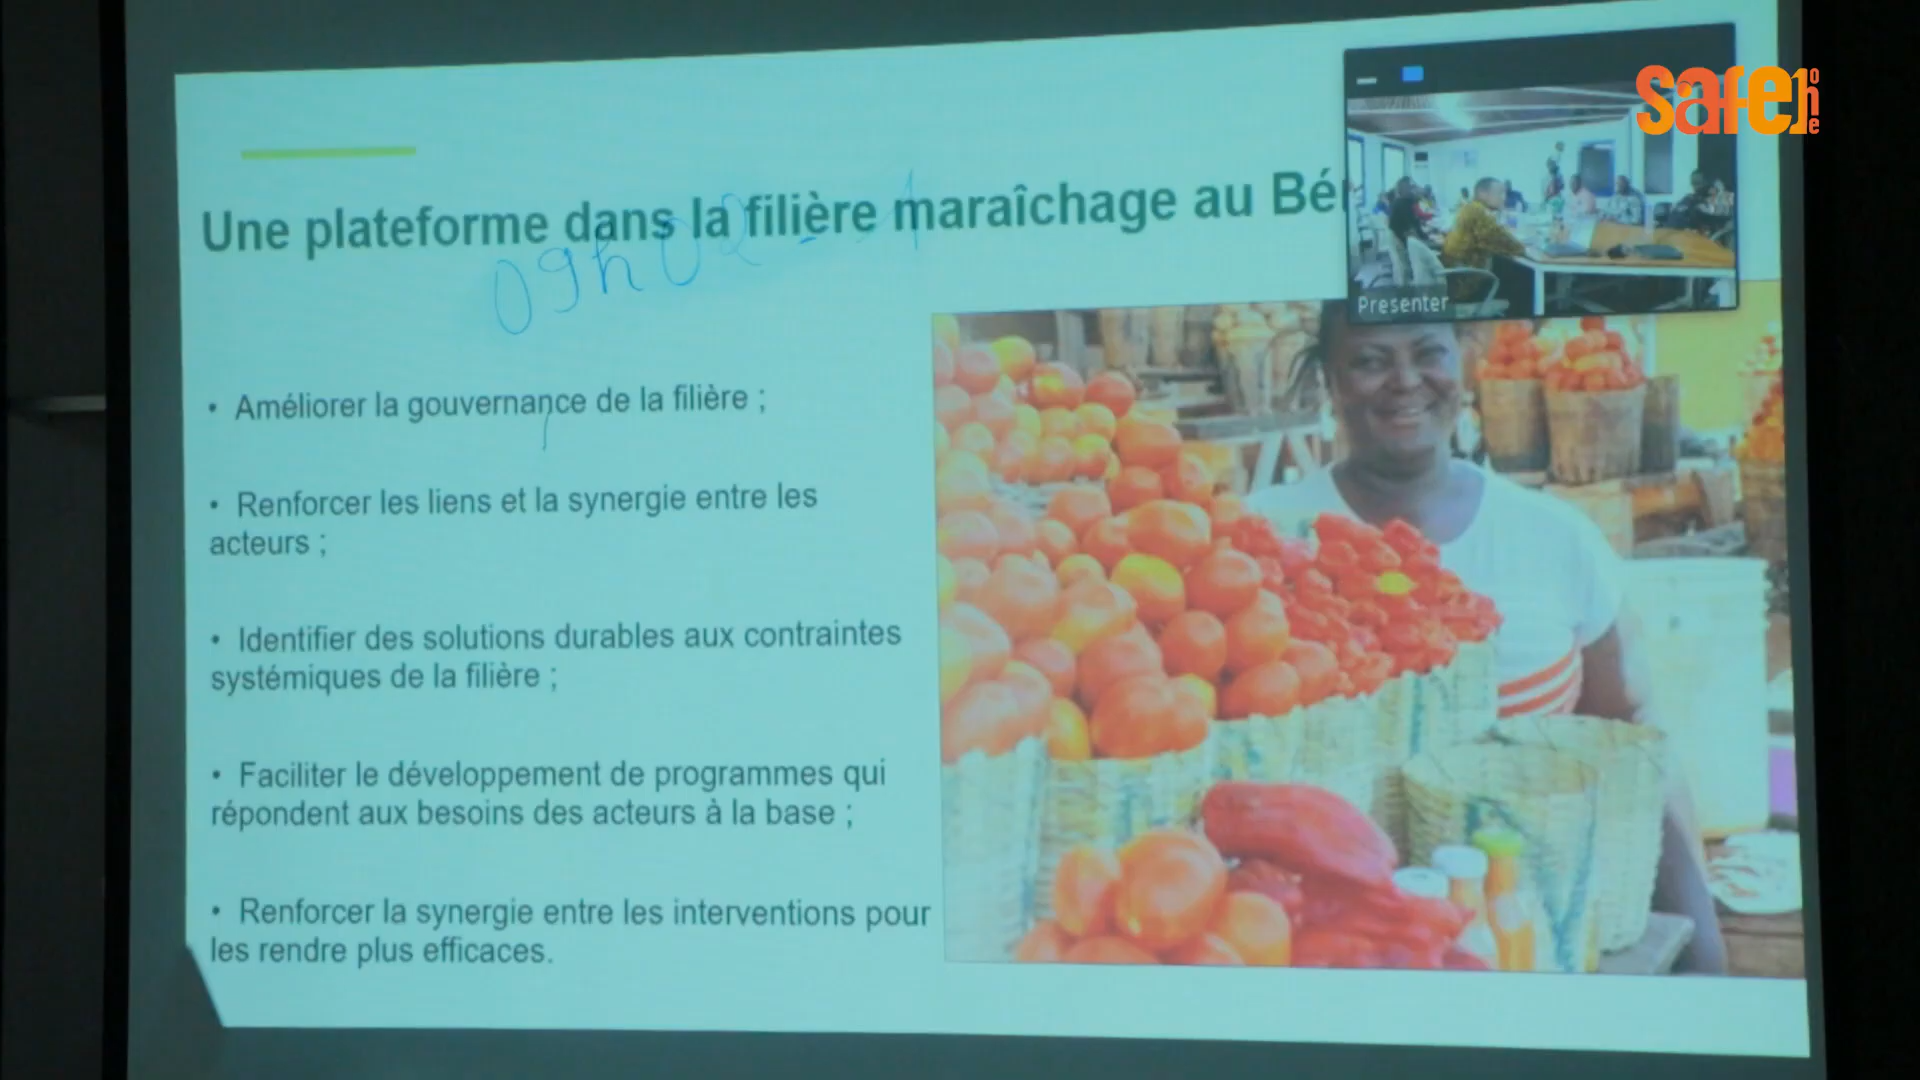 safe one
Une plateforme dans la filière maraîchage au Bé
09h02
Presenter
• Améliorer la gouvernance de la filière ;
• Renforcer les liens et la synergie entre les
acteurs ;
• Identifier des solutions durables aux contraintes
systémiques de la filière ;
• Faciliter le développement de programmes qui
répondent aux besoins des acteurs à la base ;
• Renforcer la synergie entre les interventions pour
les rendre plus efficaces.